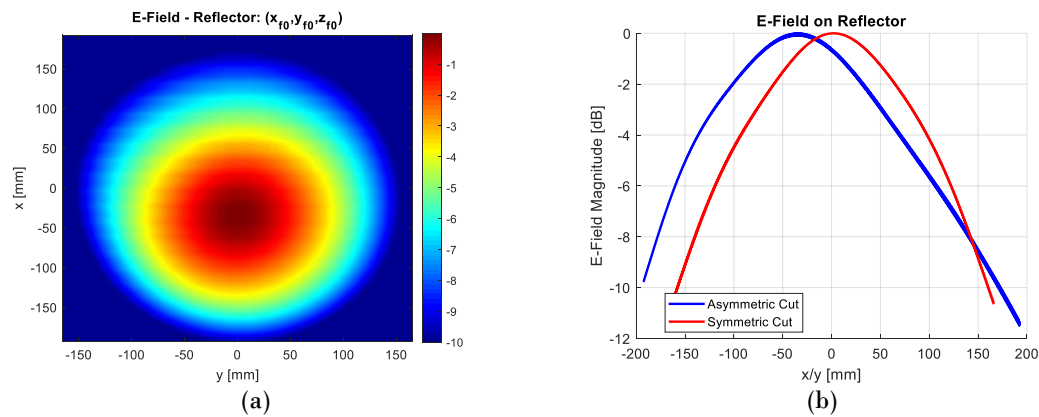 E-Field - Reflector: (x_f0,y_f0,z_f0)
150
100
50
0
-50
-100
-150
x [mm]
-150 -100 -50 0 50 100 150
y [mm]
-1
-2
-3
-4
-5
-6
-7
-8
-9
-10
(a)
E-Field on Reflector
0
-2
-4
-6
-8
-10
-12
E-Field Magnitude [dB]
Asymmetric Cut
Symmetric Cut
-200 -150 -100 -50 0 50 100 150 200
x/y [mm]
(b)